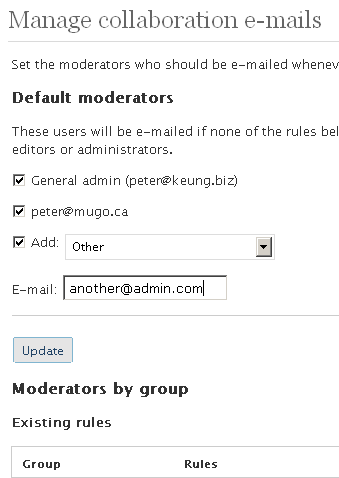 Manage collaboration e-mails
Set the moderators who should be e-mailed whenev
Default moderators
These users will be e-mailed if none of the rules bel
editors or administrators.
General admin (peter@keung.biz)
peter@mugo.ca
Add: Other
E-mail: another@admin.com
Update
Moderators by group
Existing rules
Group Rules